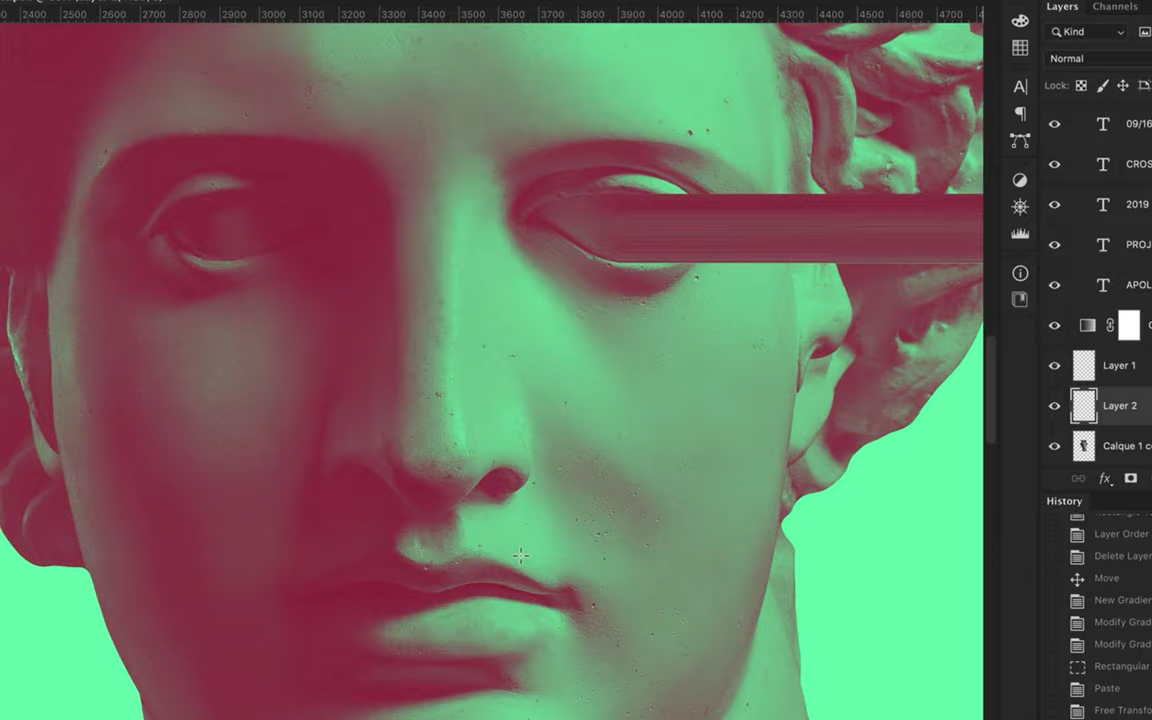 2400 2500 2600 2700 2800 2900 3000 3100 3200 3300 3400 3500 3600 3700 3800 3900 4000 4100 4200 4300 4400 4500 4600 4700
Layers Channels
Kind
Normal
Lock:
09/16
CROS
2019
PROJ
APOL
Layer 1
Layer 2
Calque 1 c
fx
History
Layer Order
Delete Layer
Move
New Gradien
Modify Grad
Modify Grad
Rectangular
Paste
Free Transfo